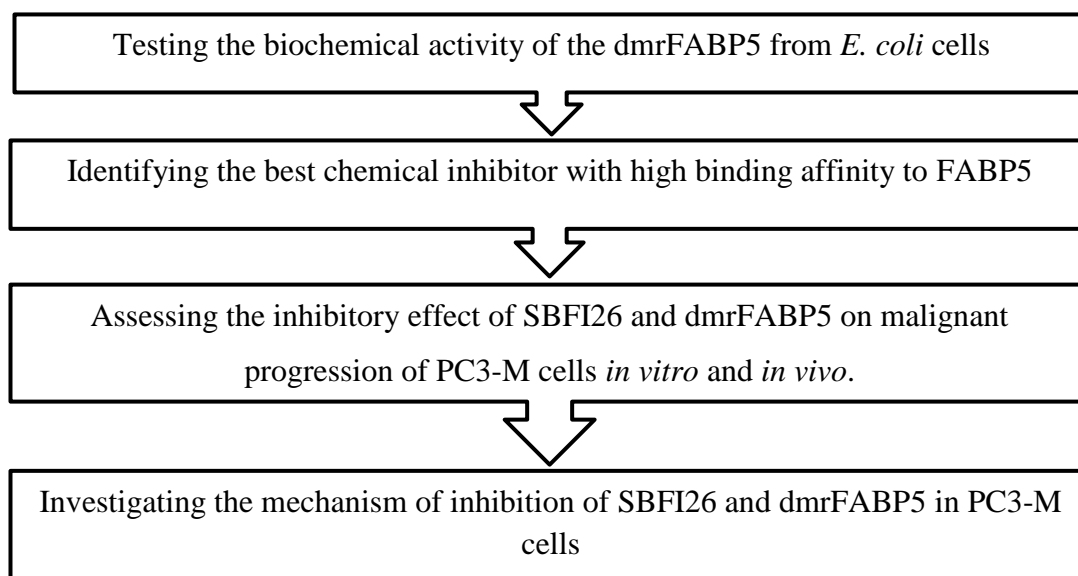 Testing the biochemical activity of the dmrFABP5 from E. coli cells
Identifying the best chemical inhibitor with high binding affinity to FABP5
Assessing the inhibitory effect of SBFI26 and dmrFABP5 on malignant
progression of PC3-M cells in vitro and in vivo.
Investigating the mechanism of inhibition of SBFI26 and dmrFABP5 in PC3-M
cells